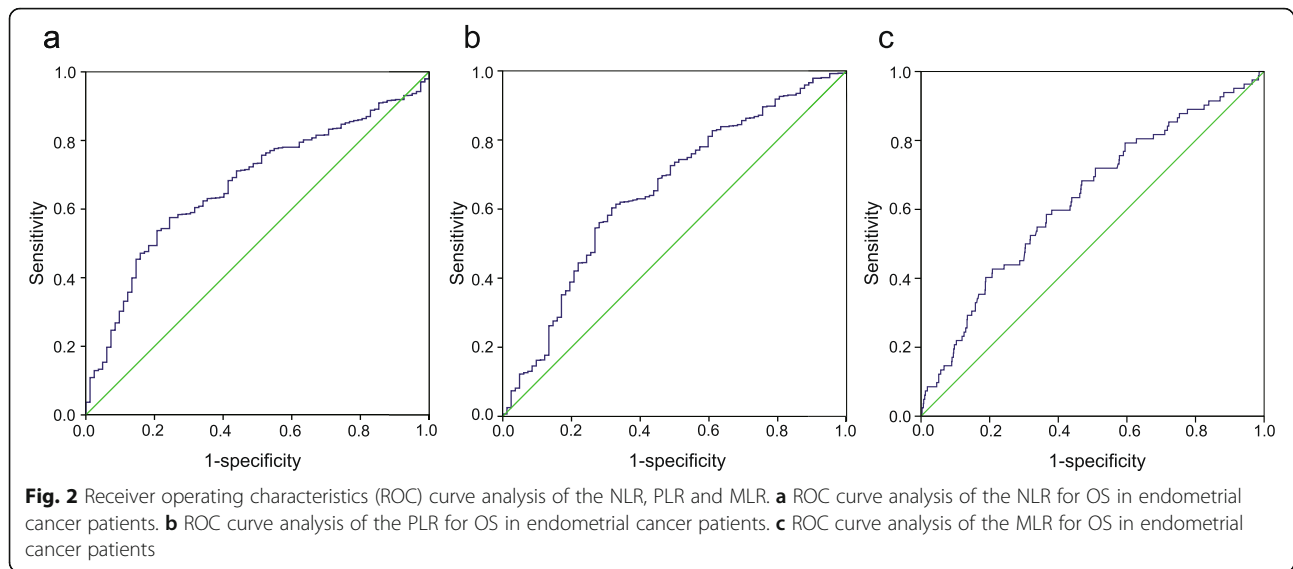 a
b
c
1.0
0.8
0.6
0.4
0.2
0.0
Sensitivity
0.0 0.2 0.4 0.6 0.8 1.0
1-specificity
1.0
0.8
0.6
0.4
0.2
0.0
Sensitivity
0.0 0.2 0.4 0.6 0.8 1.0
1-specificity
1.0
0.8
0.6
0.4
0.2
0.0
Sensitivity
0.0 0.2 0.4 0.6 0.8 1.0
1-specificity
Fig. 2 Receiver operating characteristics (ROC) curve analysis of the NLR, PLR and MLR. a ROC curve analysis of the NLR for OS in endometrial
cancer patients. b ROC curve analysis of the PLR for OS in endometrial cancer patients. c ROC curve analysis of the MLR for OS in endometrial
cancer patients